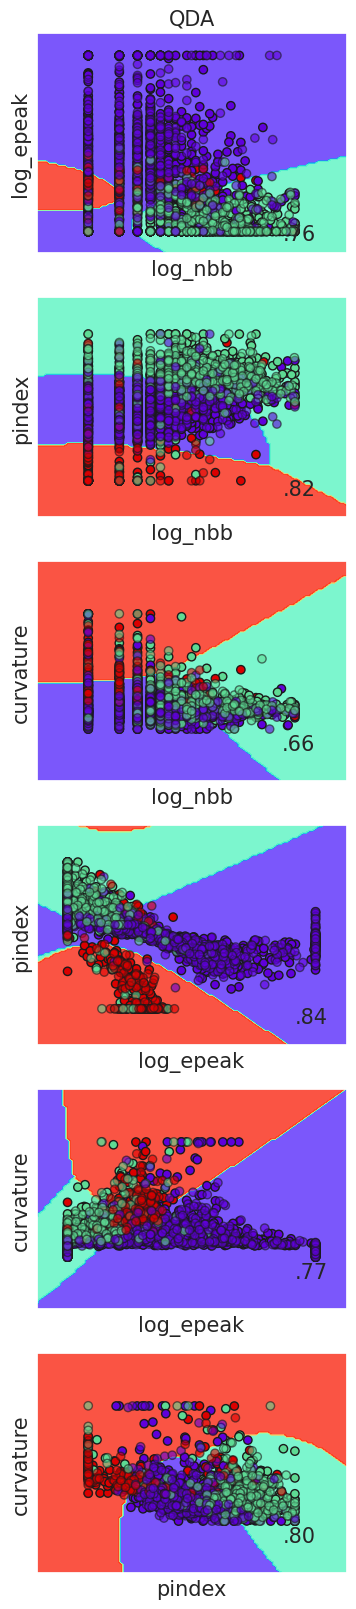 QDA
log_epeak
.76
log_nbb
pindex
.82
log_nbb
curvature
.66
log_nbb
pindex
.84
log_epeak
curvature
.77
log_epeak
curvature
.80
pindex